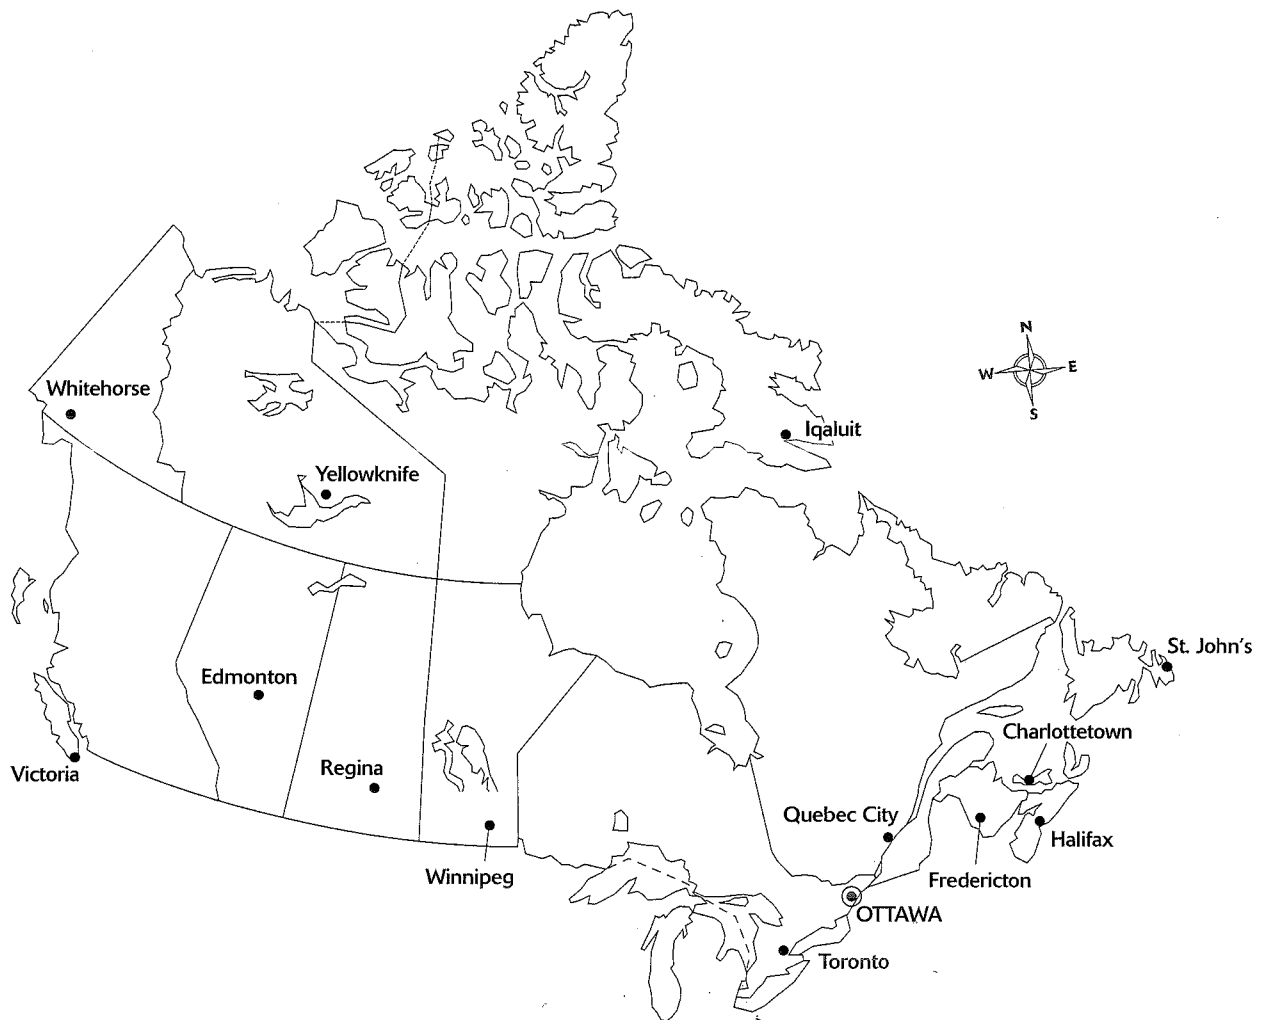 N
W
E
S
Whitehorse
Iqaluit
Yellowknife
St. John's
Edmonton
Charlottetown
Regina
Victoria
Quebec City
Halifax
Winnipeg
Fredericton
OTTAWA
Toronto